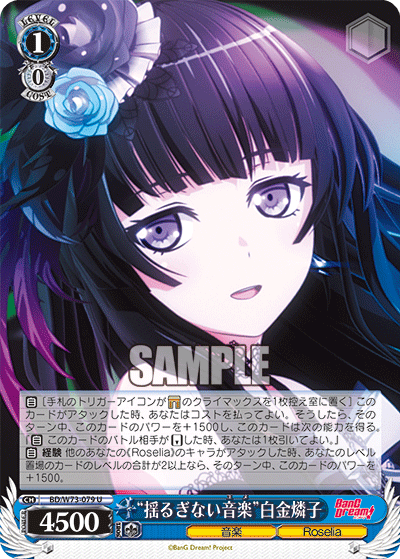 LEVEL
1
0
COST
SAMPLE
自[手札のトリガーアイコンがのクライマックスを1枚控え室に置く]この
カードがアタックした時、あなたはコストを払ってよい。そうしたら、そのターン中、このカードのパワーを＋1500し、このカードは次の能力を得る。
『自このカードのバトル相手が、した時、あなたは1枚引いてよい。』
自 経験 他のあなたの《Roselia》のキャラがアタックした時、あなたのレベル
置場のカードのレベルの合計が2以上なら、そのターン中、このカードのパワーを
＋1500。
CH
BD/W73-079 U
4500
“揺るぎない音楽”白金燐子
BanG Dream!
音楽
Roselia
©BanG Dream! Project